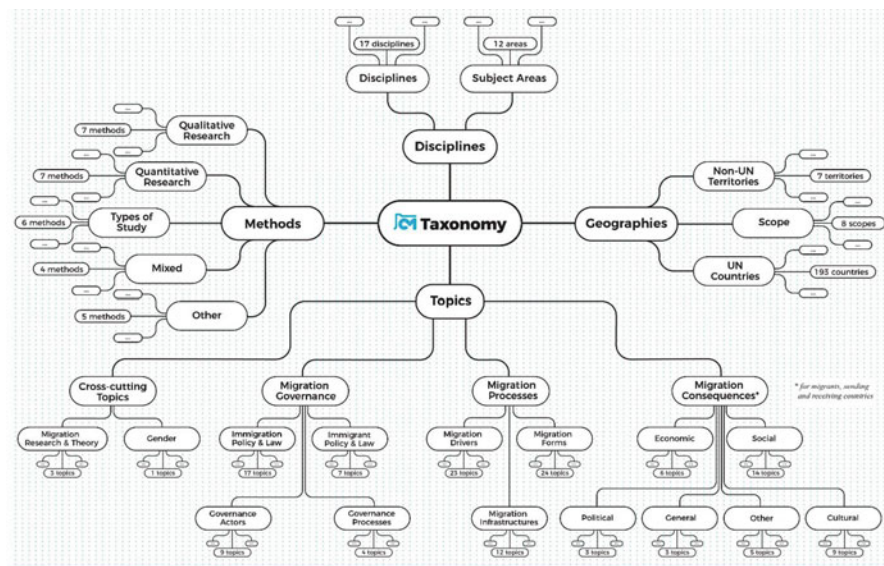 ...
...
17 disciplines
12 areas
...
...
Disciplines
Subject Areas
Disciplines
...
7 methods
...
Qualitative
Research
...
7 methods
...
Quantitative
Research
...
6 methods
...
Types of
Study
...
4 methods
...
Mixed
...
5 methods
...
Other
Methods
Taxonomy
Geographies
Non-UN
Territories
...
7 territories
...
Scope
...
8 scopes
...
UN
Countries
...
193 countries
...
Topics
Cross-cutting
Topics
Migration
Governance
Migration
Processes
Migration
Consequences*
* for migrants, sending
and receiving countries
Migration
Research & Theory
3 topics
Gender
1 topics
Immigration
Policy & Law
17 topics
Immigrant
Policy & Law
7 topics
Migration
Drivers
23 topics
Migration
Forms
24 topics
Economic
6 topics
Social
14 topics
Governance
Actors
9 topics
Governance
Processes
4 topics
Migration
Infrastructures
12 topics
Political
3 topics
General
3 topics
Other
5 topics
Cultural
9 topics